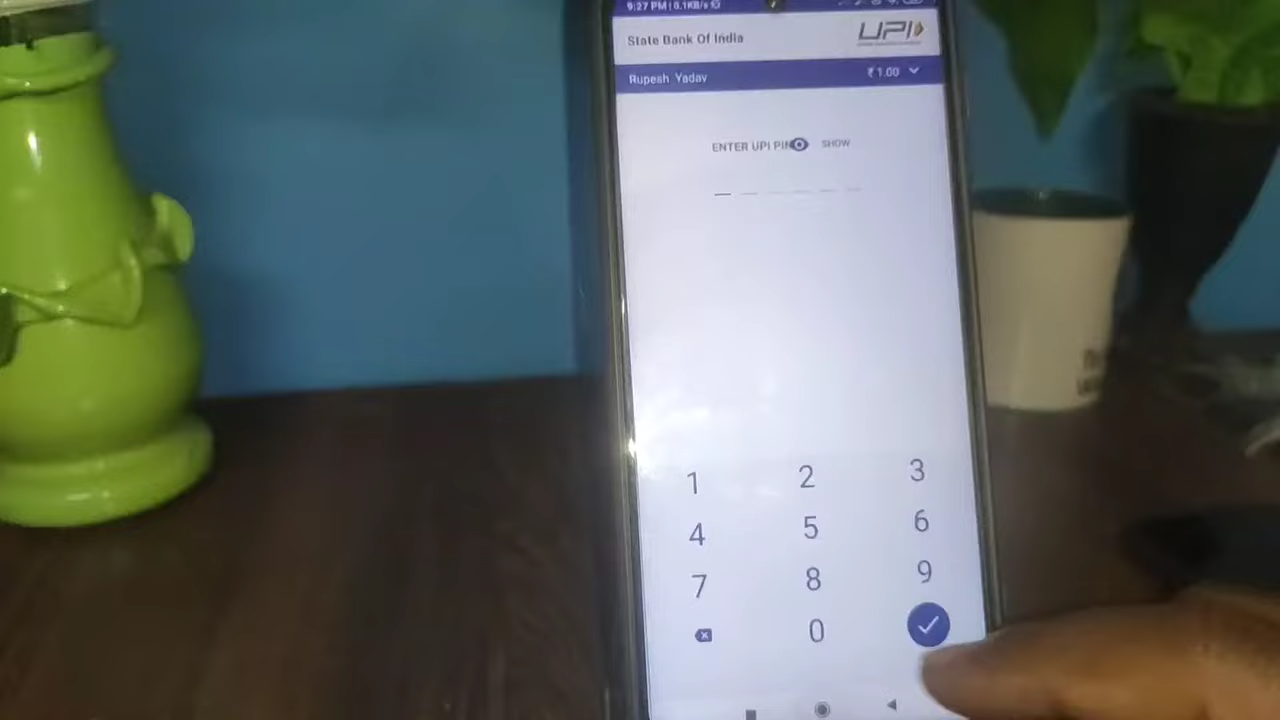 9:27 PM | 0.1KB/s
State Bank Of India
UPI
Rupesh Yadav
₹ 1.00
ENTER UPI PIN
SHOW
1 2 3
4 5 6
7 8 9
0